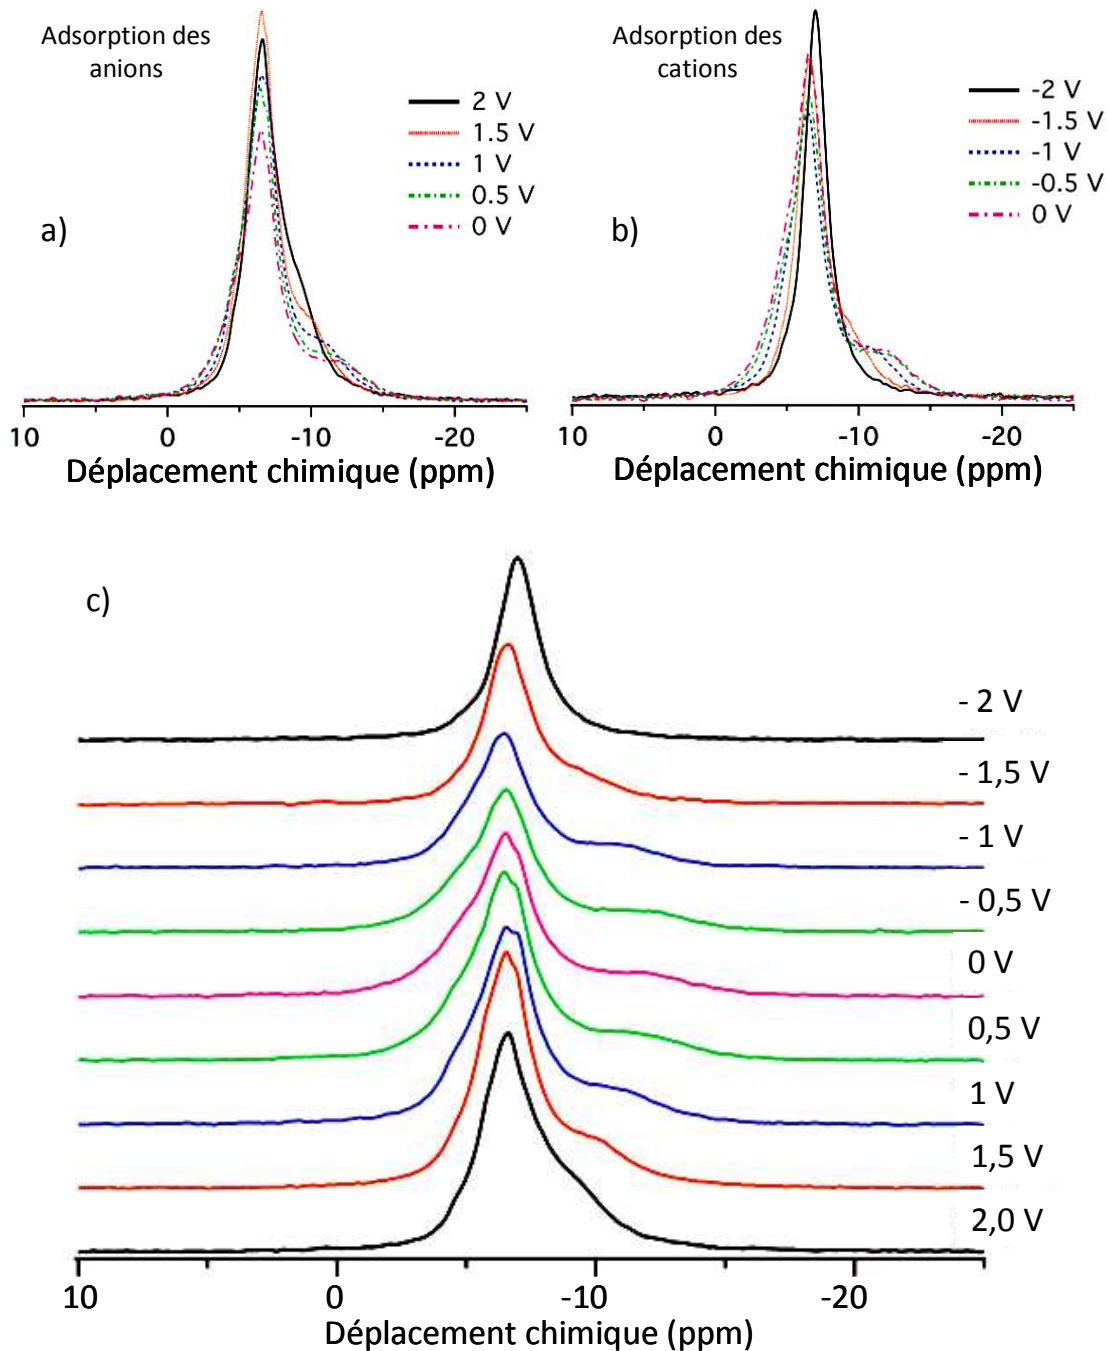 Adsorption des
anions
2 V
1.5 V
1 V
0.5 V
0 V
a)
10 0 -10 -20
Déplacement chimique (ppm)
Adsorption des
cations
-2 V
-1.5 V
-1 V
-0.5 V
0 V
b)
10 0 -10 -20
Déplacement chimique (ppm)
c)
- 2 V
- 1,5 V
- 1 V
- 0,5 V
0 V
0,5 V
1 V
1,5 V
2,0 V
10 0 -10 -20
Déplacement chimique (ppm)